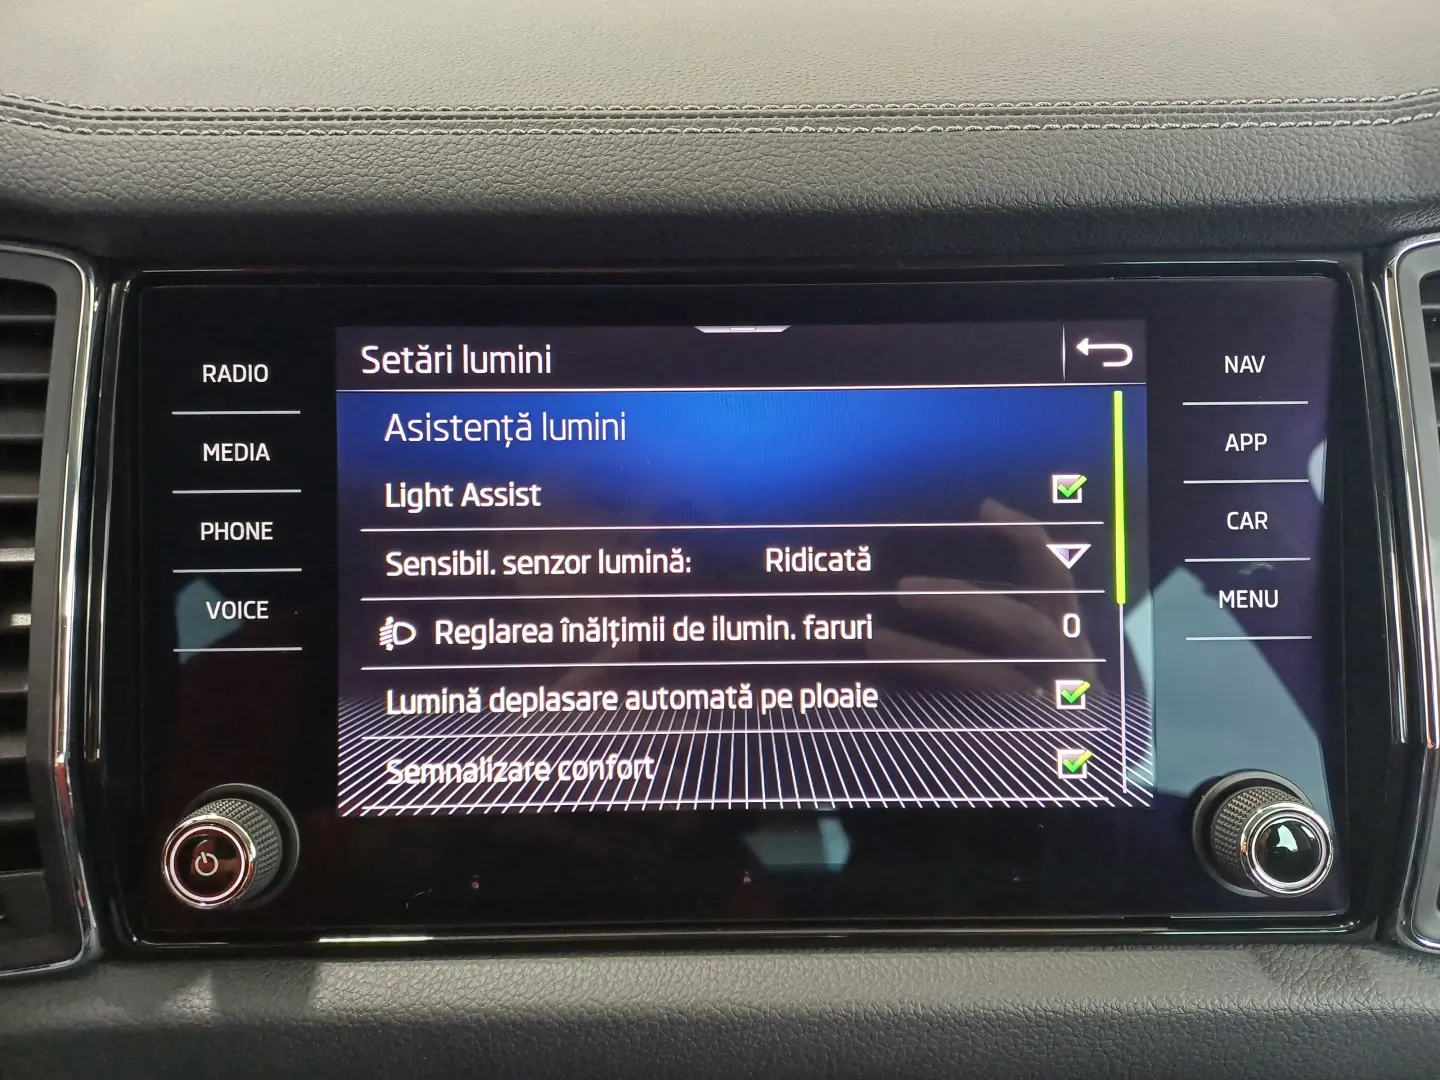 RADIO
MEDIA
PHONE
VOICE
Setări lumini
Asistență lumini
Light Assist
Sensibil. senzor lumină: Ridicată
Reglarea înălțimii de ilumin. faruri 0
Lumină deplasare automată pe ploaie
Semnalizare confort
NAV
APP
CAR
MENU